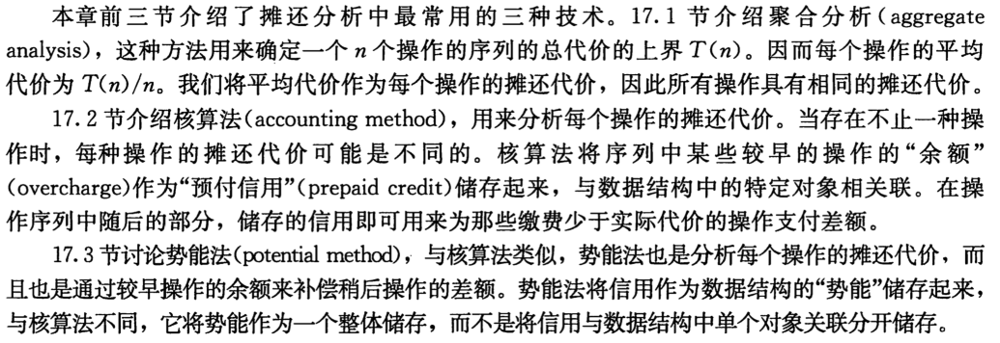 本章前三节介绍了摊还分析中最常用的三种技术。17.1 节介绍聚合分析(aggregate
analysis)，这种方法用来确定一个 n 个操作的序列的总代价的上界 T(n)。因而每个操作的平均
代价为 T(n)/n。我们将平均代价作为每个操作的摊还代价，因此所有操作具有相同的摊还代价。
17.2 节介绍核算法(accounting method)，用来分析每个操作的摊还代价。当存在不止一种操
作时，每种操作的摊还代价可能是不同的。核算法将序列中某些较早的操作的“余额”
(overcharge)作为“预付信用”(prepaid credit)储存起来，与数据结构中的特定对象相关联。在操
作序列中随后的部分，储存的信用即可用来为那些缴费少于实际代价的操作支付差额。
17.3 节讨论势能法(potential method)，与核算法类似，势能法也是分析每个操作的摊还代价，而
且也是通过较早操作的余额来补偿稍后操作的差额。势能法将信用作为数据结构的“势能”储存起来，
与核算法不同，它将势能作为一个整体储存，而不是将信用与数据结构中单个对象关联分开储存。